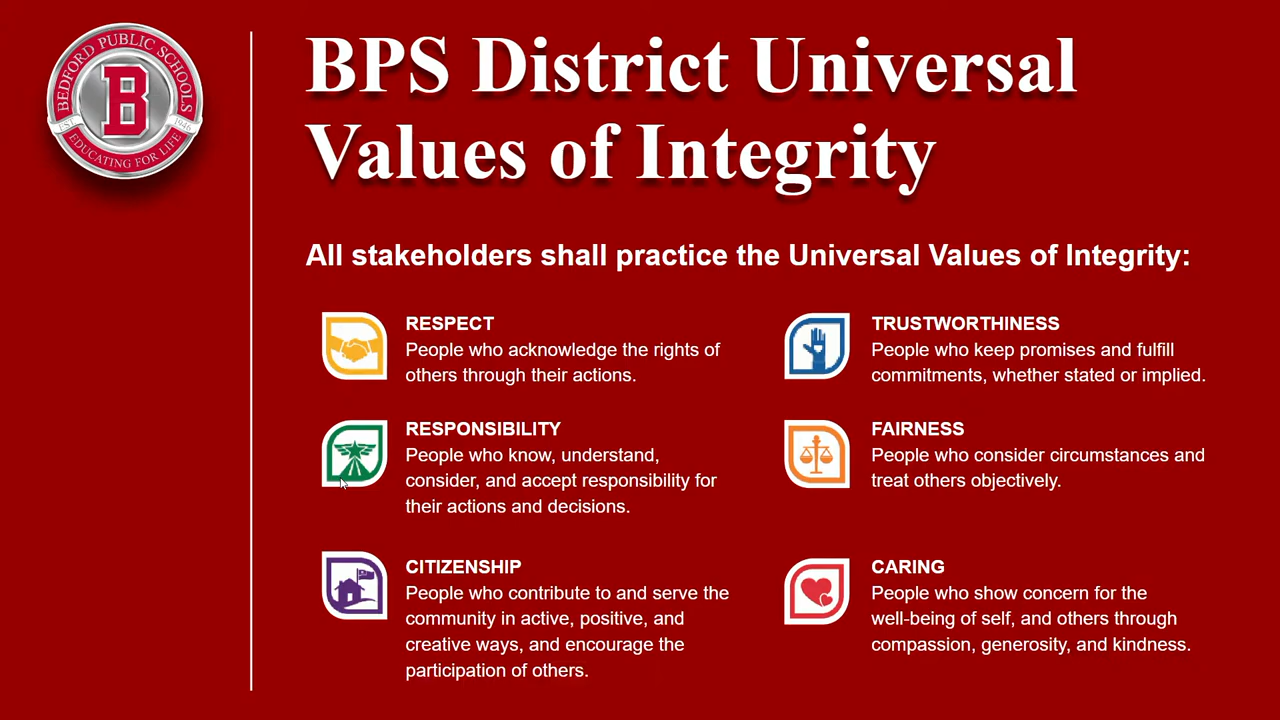 BEDFORD PUBLIC SCHOOLS
B
EST. 1946
EDUCATING FOR LIFE
BPS District Universal
Values of Integrity
All stakeholders shall practice the Universal Values of Integrity:
RESPECT
People who acknowledge the rights of
others through their actions.
TRUSTWORTHINESS
People who keep promises and fulfill
commitments, whether stated or implied.
RESPONSIBILITY
People who know, understand,
consider, and accept responsibility for
their actions and decisions.
FAIRNESS
People who consider circumstances and
treat others objectively.
CITIZENSHIP
People who contribute to and serve the
community in active, positive, and
creative ways, and encourage the
participation of others.
CARING
People who show concern for the
well-being of self, and others through
compassion, generosity, and kindness.